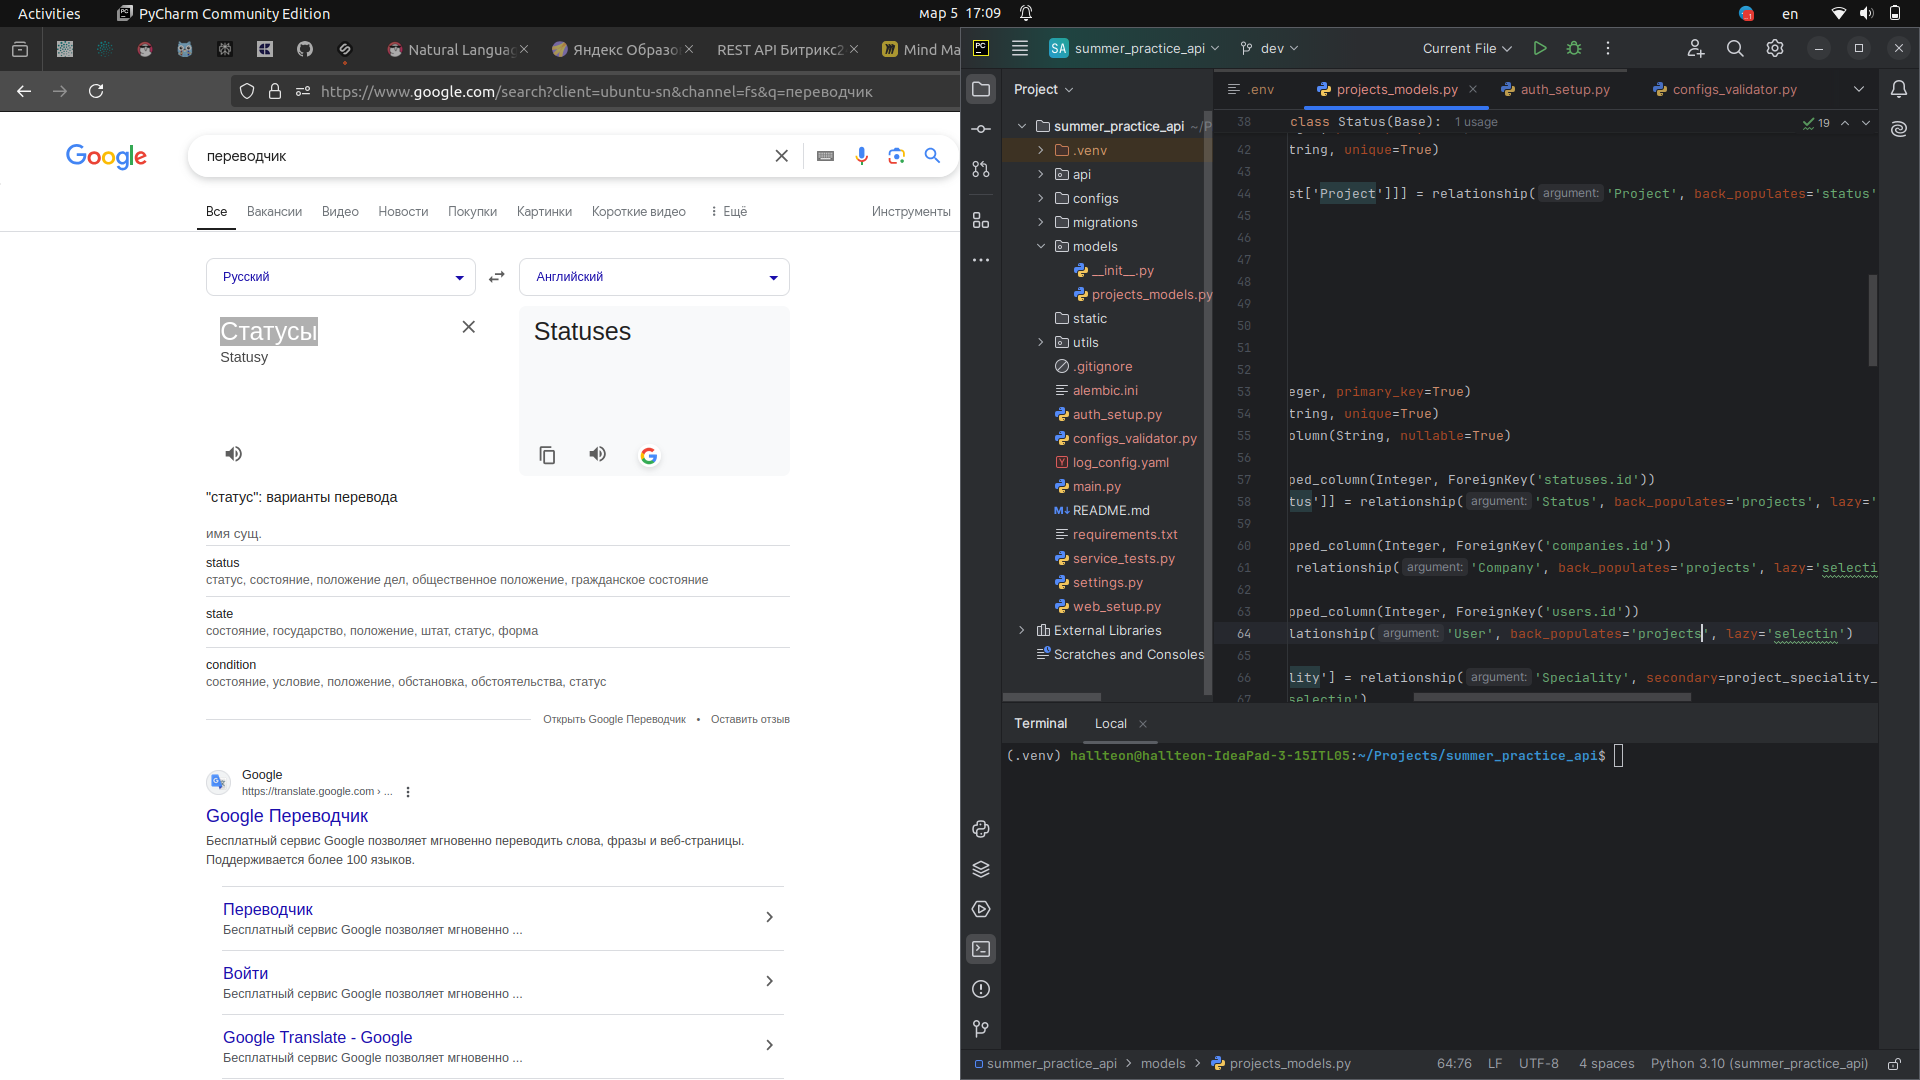 Activities
PyCharm Community Edition
мар 5 17:09
en
Natural Languag
Яндекс Образо
REST API Битрикс2
Mind Ma
https://www.google.com/search?client=ubuntu-sn&channel=fs&q=переводчик
Google
переводчик
Все
Вакансии
Видео
Новости
Покупки
Картинки
Короткие видео
Ещё
Инструменты
Русский
Английский
Статусы
Statusy
Statuses
"статус": варианты перевода
имя сущ.
status
статус, состояние, положение дел, общественное положение, гражданское состояние
state
состояние, государство, положение, штат, статус, форма
condition
состояние, условие, положение, обстановка, обстоятельства, статус
Открыть Google Переводчик • Оставить отзыв
Google
https://translate.google.com › ...
Google Переводчик
Бесплатный сервис Google позволяет мгновенно переводить слова, фразы и веб-страницы.
Поддерживается более 100 языков.
Переводчик
Бесплатный сервис Google позволяет мгновенно ...
Войти
Бесплатный сервис Google позволяет мгновенно ...
Google Translate - Google
Бесплатный сервис Google позволяет мгновенно ...
SA summer_practice_api
dev
Current File
Project
summer_practice_api ~/P
.venv
api
configs
migrations
models
__init__.py
projects_models.py
static
utils
.gitignore
alembic.ini
auth_setup.py
configs_validator.py
log_config.yaml
main.py
README.md
requirements.txt
service_tests.py
settings.py
web_setup.py
External Libraries
Scratches and Consoles
.env
projects_models.py
auth_setup.py
configs_validator.py
38 class Status(Base): 1 usage
19
42 tring, unique=True)
43
44 st['Project']]] = relationship( argument: 'Project', back_populates='status'
45
46
47
48
49
50
51
52
53 eger, primary_key=True)
54 tring, unique=True)
55 olumn(String, nullable=True)
56
57 ped_column(Integer, ForeignKey('statuses.id'))
58 tus']] = relationship( argument: 'Status', back_populates='projects', lazy='
59
60 pped_column(Integer, ForeignKey('companies.id'))
61 relationship( argument: 'Company', back_populates='projects', lazy='selecti
62
63 pped_column(Integer, ForeignKey('users.id'))
64 lationship( argument: 'User', back_populates='projects', lazy='selectin')
65
66 lity'] = relationship( argument: 'Speciality', secondary=project_speciality_
67 selectin')
Terminal
Local
(.venv) hallteon@hallteon-IdeaPad-3-15ITL05:~/Projects/summer_practice_api$
summer_practice_api > models > projects_models.py
64:76
LF
UTF-8
4 spaces
Python 3.10 (summer_practice_api)